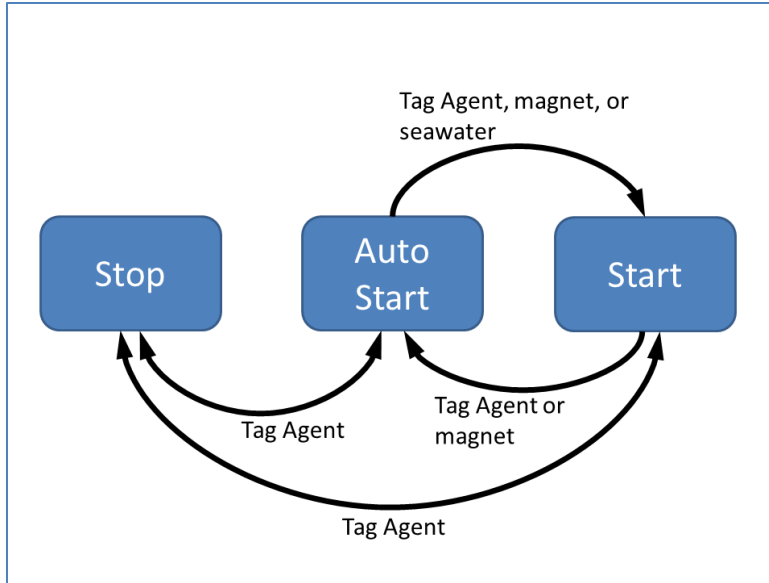 Tag Agent, magnet, or
seawater
Stop
Auto
Start
Start
Tag Agent
Tag Agent or
magnet
Tag Agent